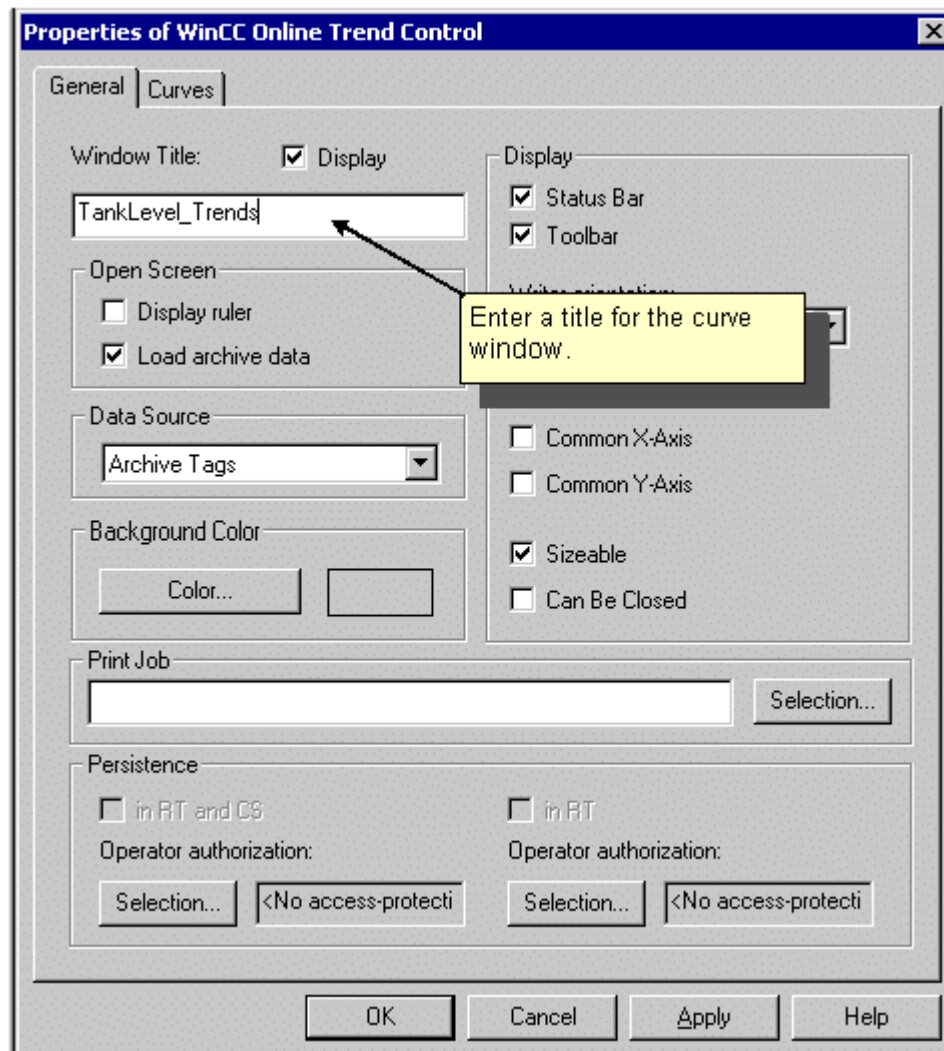 Properties of WinCC Online Trend Control
General
Curves
Window Title:
Display
TankLevel_Trends
Open Screen
Display ruler
Load archive data
Data Source
Archive Tags
Background Color
Color...
Display
Status Bar
Toolbar
Enter a title for the curve
window.
Common X-Axis
Common Y-Axis
Sizeable
Can Be Closed
Print Job
Selection...
Persistence
in RT and CS
in RT
Operator authorization:
Operator authorization:
Selection...
<No access-protecti
Selection...
<No access-protecti
OK
Cancel
Apply
Help